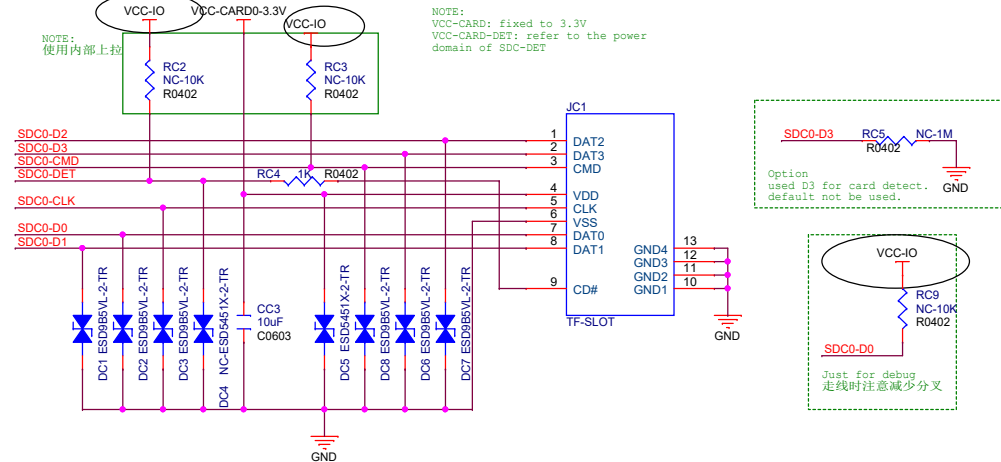 VCC-IO
VCC-CARD0-3.3V
VCC-IO
NOTE:
VCC-CARD: fixed to 3.3V
VCC-CARD-DET: refer to the power
domain of SDC-DET
NOTE:
使用内部上拉
RC2
NC-10K
R0402
RC3
NC-10K
R0402
JC1
SDC0-D2
SDC0-D3
SDC0-CMD
SDC0-DET
SDC0-CLK
SDC0-D0
SDC0-D1
RC4 1K R0402
1 DAT2
2 DAT3
3 CMD
4 VDD
5 CLK
6 VSS
7 DAT0
8 DAT1
9 CD#
GND4 13
GND3 12
GND2 11
GND1 10
TF-SLOT
GND
DC1 ESD9B5VL-2-TR
DC2 ESD9B5VL-2-TR
DC3 ESD9B5VL-2-TR
DC4 NC-ESD5451X-2-TR
CC3
10uF
C0603
DC5 ESD5451X-2-TR
DC8 ESD9B5VL-2-TR
DC6 ESD9B5VL-2-TR
DC7 ESD9B5VL-2-TR
GND
SDC0-D3 RC5 NC-1M
R0402
GND
Option
used D3 for card detect.
default not be used.
VCC-IO
RC9
NC-10K
R0402
SDC0-D0
Just for debug
走线时注意减少分叉